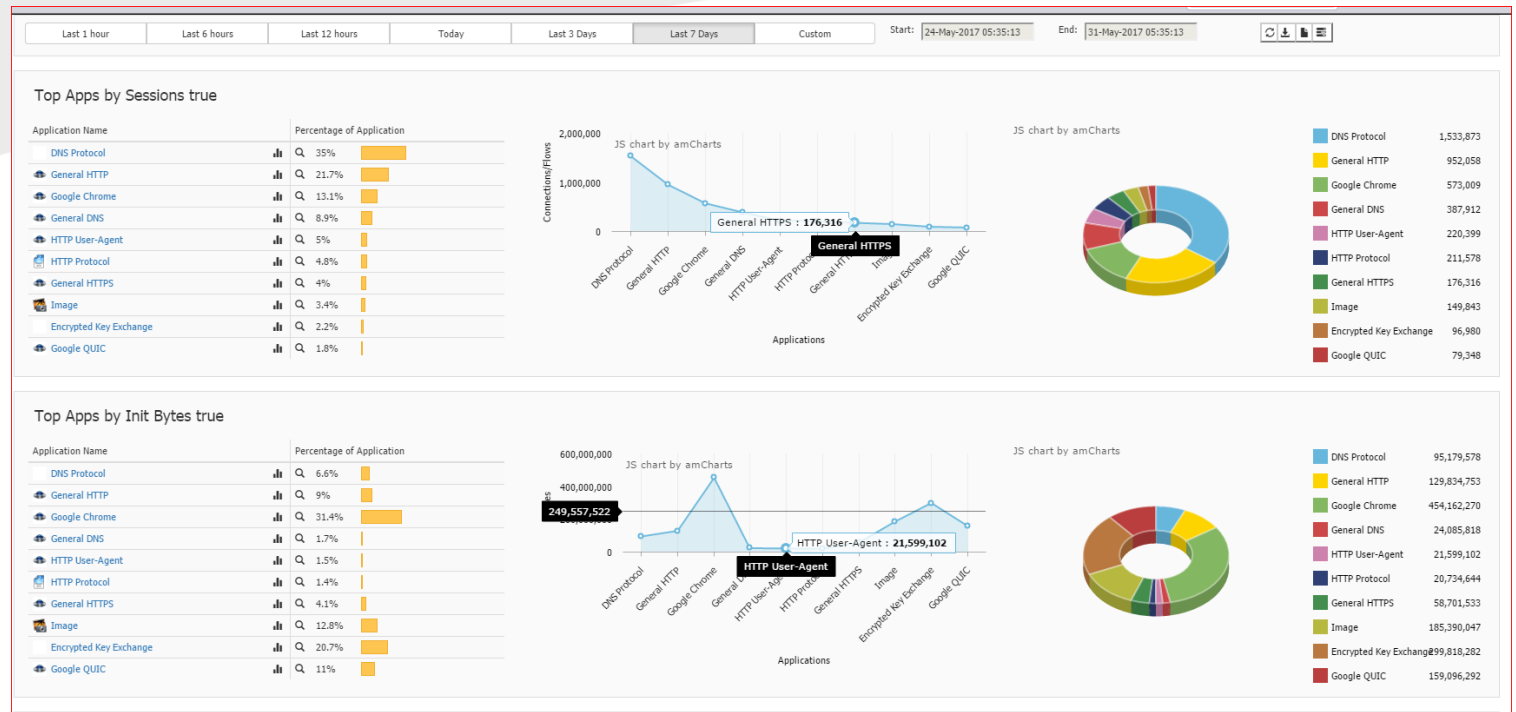 Last 1 hour Last 6 hours Last 12 hours Today Last 3 Days Last 7 Days Custom Start: 24-May-2017 05:35:13 End: 31-May-2017 05:35:13
Top Apps by Sessions true
Application Name Percentage of Application
DNS Protocol 35%
General HTTP 21.7%
Google Chrome 13.1%
General DNS 8.9%
HTTP User-Agent 5%
HTTP Protocol 4.8%
General HTTPS 4%
Image 3.4%
Encrypted Key Exchange 2.2%
Google QUIC 1.8%
JS chart by amCharts
Connections/Flows
2,000,000
1,000,000
0
General HTTPS : 176,316
General HTTPS
DNS Protocol
General HTTP
Google Chrome
General DNS
HTTP User-Agent
HTTP Protoco
General HT
Image
Encrypted Key Exchange
Google QUIC
Applications
JS chart by amCharts
DNS Protocol 1,533,873
General HTTP 952,058
Google Chrome 573,009
General DNS 387,912
HTTP User-Agent 220,399
HTTP Protocol 211,578
General HTTPS 176,316
Image 149,843
Encrypted Key Exchange 96,980
Google QUIC 79,348
Top Apps by Init Bytes true
Application Name Percentage of Application
DNS Protocol 6.6%
General HTTP 9%
Google Chrome 31.4%
General DNS 1.7%
HTTP User-Agent 1.5%
HTTP Protocol 1.4%
General HTTPS 4.1%
Image 12.8%
Encrypted Key Exchange 20.7%
Google QUIC 11%
JS chart by amCharts
600,000,000
400,000,000
249,557,522
0
HTTP User-Agent : 21,599,102
HTTP User-Agent
DNS Protocol
General HTTP
Google Chrome
General D
HTTP User-Age
HTTP Protoc
General HTTPS
Image
Encrypted Key Exchange
Google QUIC
Applications
JS chart by amCharts
DNS Protocol 95,179,578
General HTTP 129,834,753
Google Chrome 454,162,270
General DNS 24,085,818
HTTP User-Agent 21,599,102
HTTP Protocol 20,734,644
General HTTPS 58,701,533
Image 185,390,047
Encrypted Key Exchange 299,818,282
Google QUIC 159,096,292